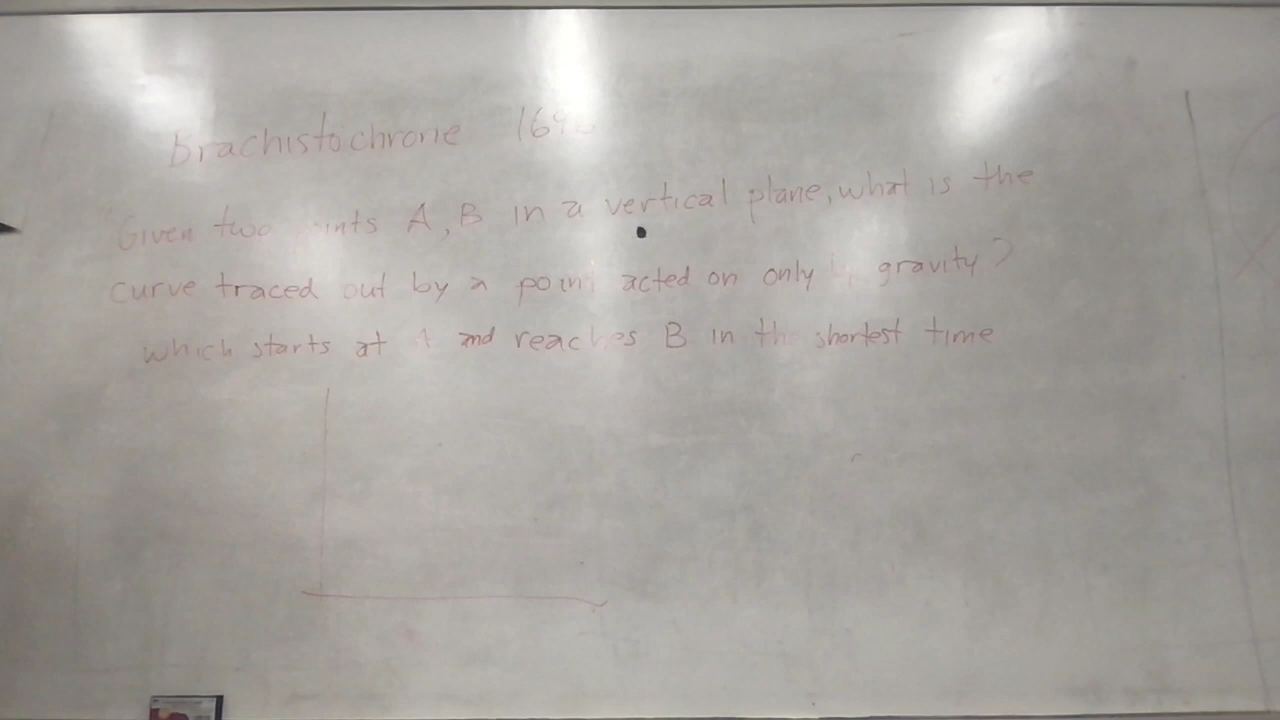 Brachistochrone
"Given two A, B in a vertical plane, what is the
curve traced out by a point acted on only gravity?
which starts at A and reaches B in the shortest time